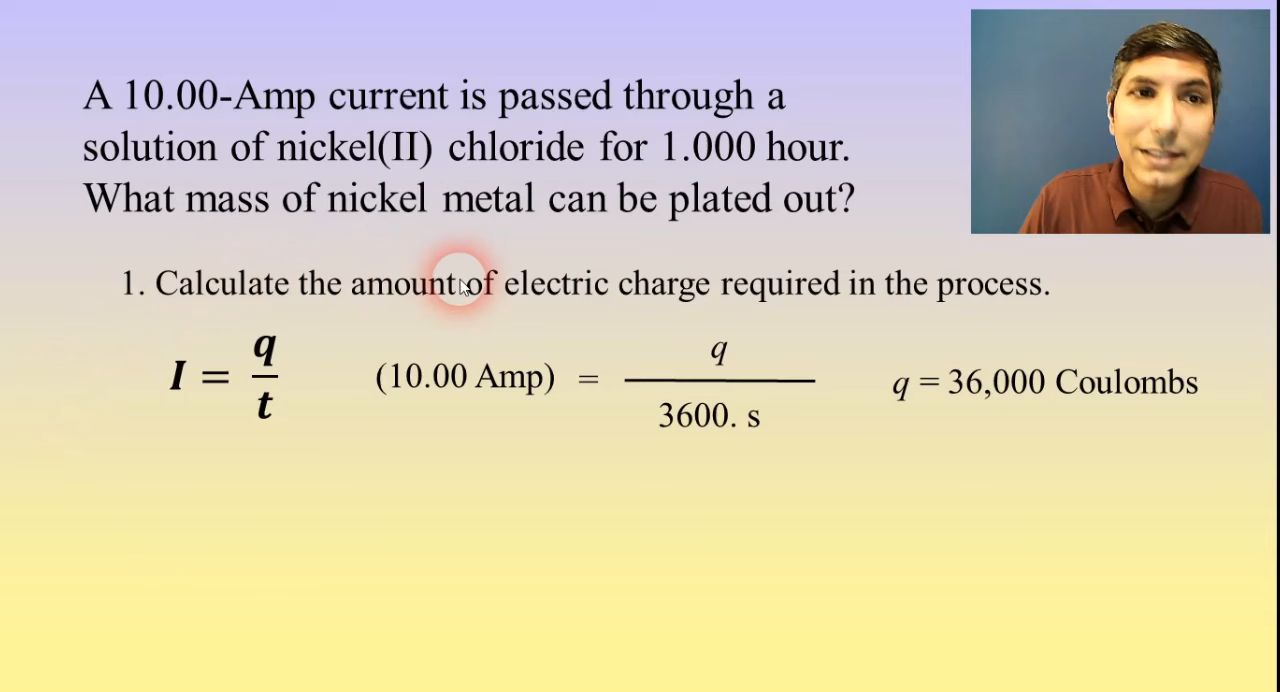 A 10.00-Amp current is passed through a
solution of nickel(II) chloride for 1.000 hour.
What mass of nickel metal can be plated out?
1. Calculate the amount of electric charge required in the process.
I = q/t
(10.00 Amp) = q / 3600. s
q = 36,000 Coulombs